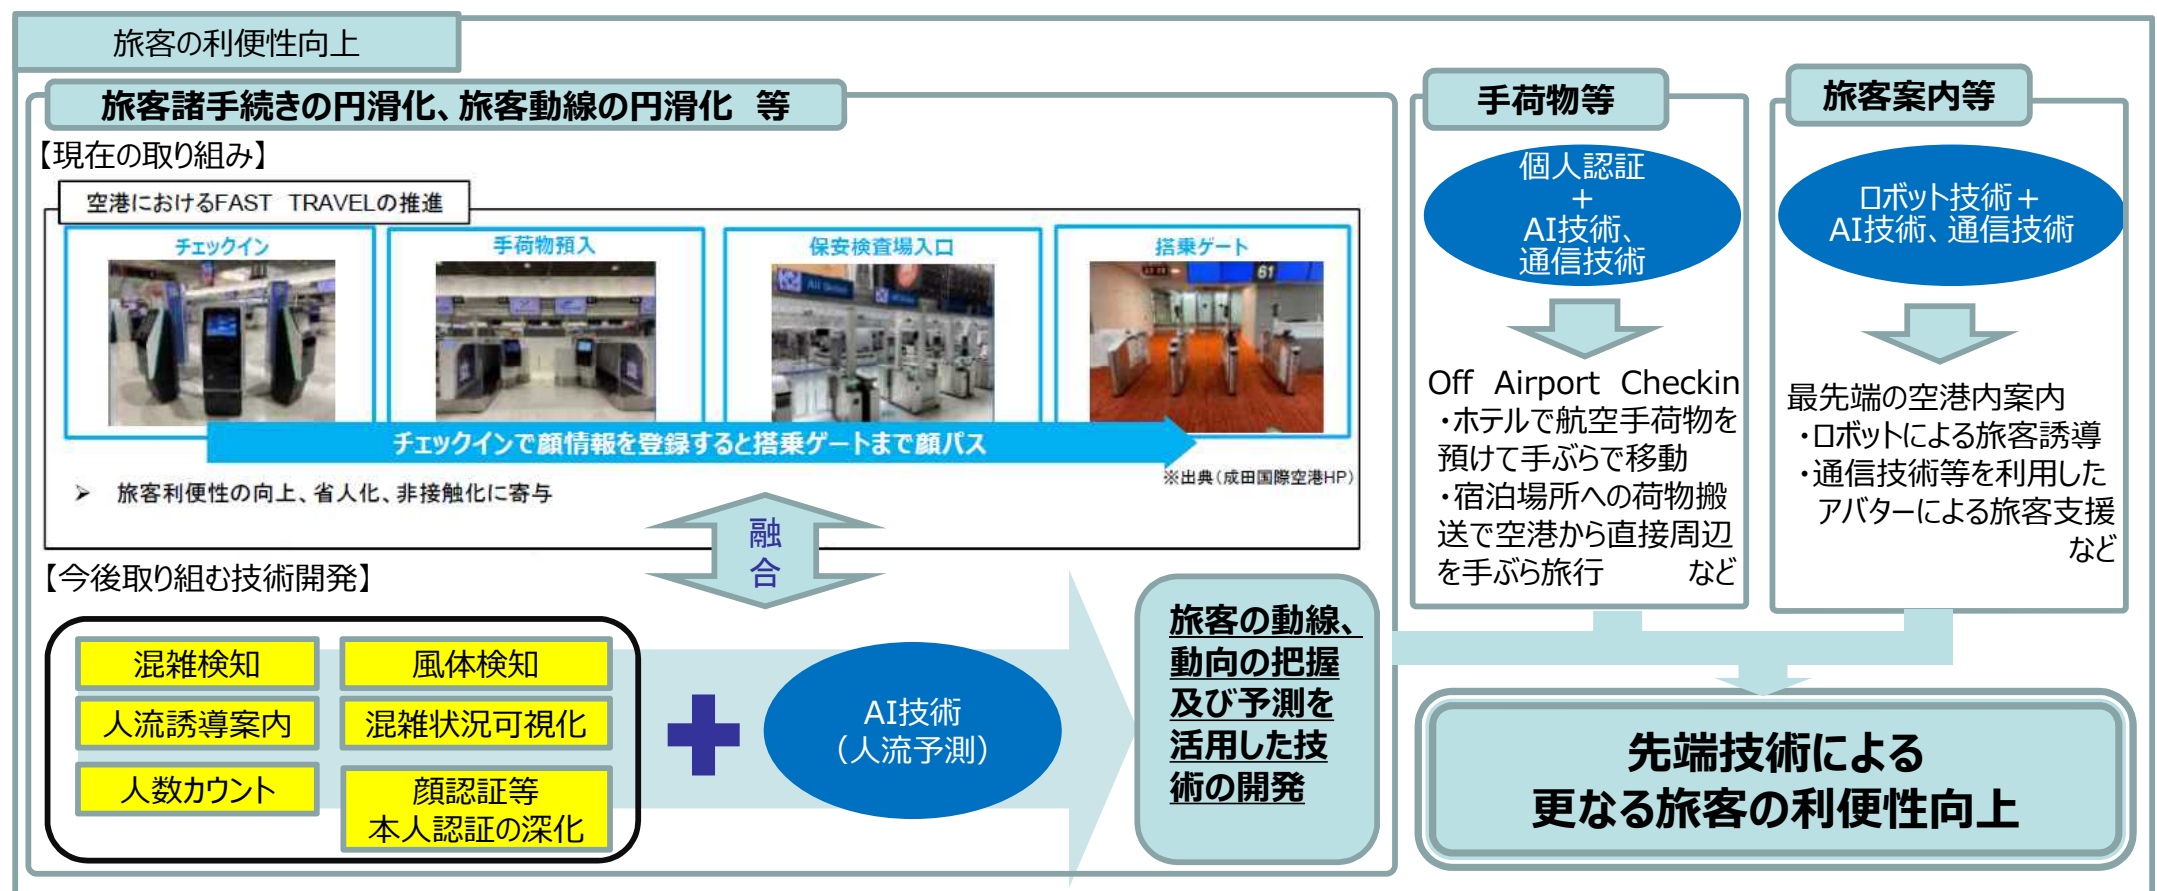 旅客の利便性向上
旅客諸手続きの円滑化、旅客動線の円滑化　等
【現在の取り組み】
空港におけるFAST　TRAVELの推進
チェックイン
手荷物預入
保安検査場入口
搭乗ゲート
61
チェックインで顔情報を登録すると搭乗ゲートまで顔パス
※出典（成田国際空港HP）
➢　旅客利便性の向上、省人化、非接触化に寄与
融
合
【今後取り組む技術開発】
混雑検知
風体検知
人流誘導案内
混雑状況可視化
人数カウント
顔認証等
本人認証の深化
AI技術
（人流予測）
旅客の動線、
動向の把握
及び予測を
活用した技
術の開発
手荷物等
個人認証
＋
AI技術、
通信技術
Off Airport Checkin
・ホテルで航空手荷物を
預けて手ぶらで移動
・宿泊場所への荷物搬
送で空港から直接周辺
を手ぶら旅行　　　など
旅客案内等
ロボット技術＋
AI技術、通信技術
最先端の空港内案内
・ロボットによる旅客誘導
・通信技術等を利用した
アバターによる旅客支援
など
先端技術による
更なる旅客の利便性向上